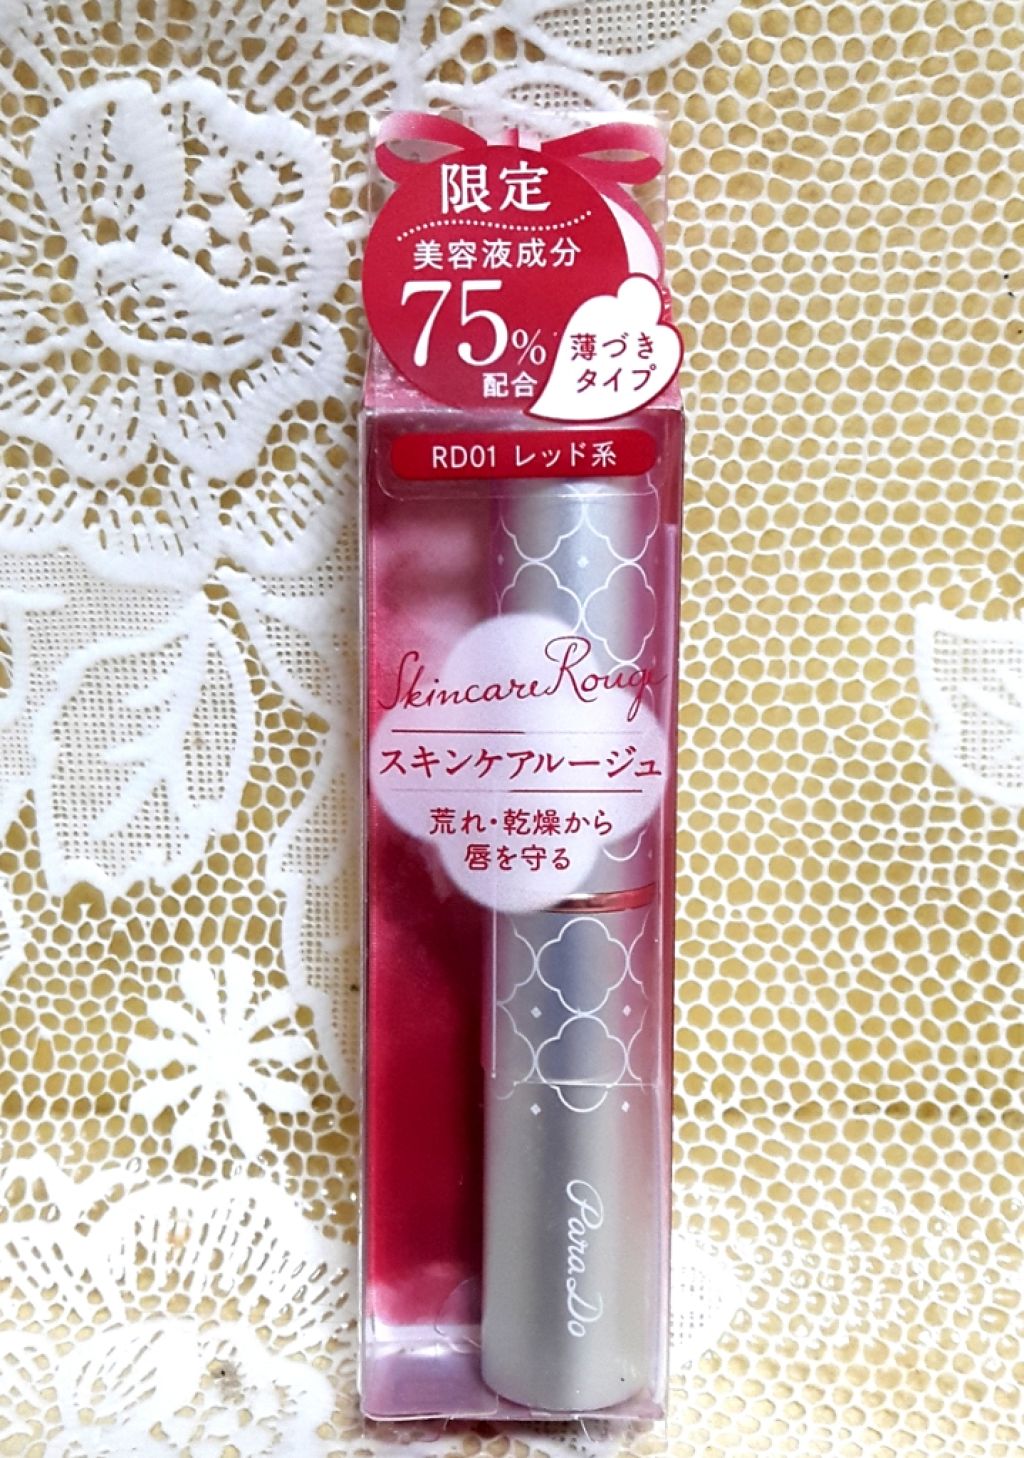 限定
美容液成分
75%
配合
薄づき
タイプ
RD01 レッド系
Skincare Rouge
スキンケアルージュ
荒れ・乾燥から
唇を守る
ParaDo